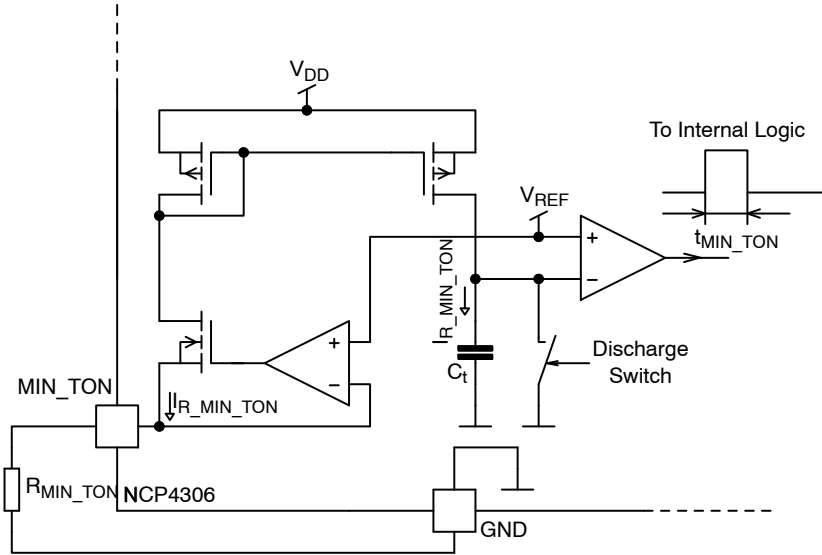 VDD
To Internal Logic
VREF
+
−
tMIN_TON
IR_MIN_TON
+
−
Discharge
Switch
Ct
MIN_TON
IR_MIN_TON
RMIN_TON
NCP4306
GND